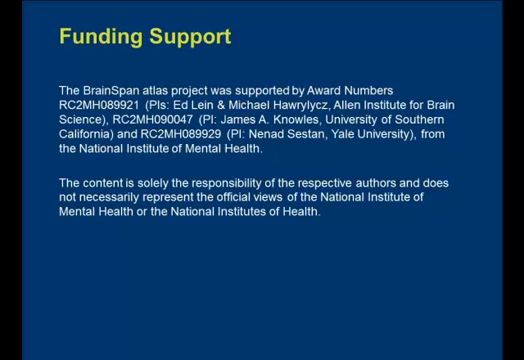 Funding Support
The BrainSpan atlas project was supported by Award Numbers
RC2MH089921 (PIs: Ed Lein & Michael Hawrylycz, Allen Institute for Brain
Science), RC2MH090047 (PI: James A. Knowles, University of Southern
California) and RC2MH089929 (PI: Nenad Sestan, Yale University), from
the National Institute of Mental Health.
The content is solely the responsibility of the respective authors and does
not necessarily represent the official views of the National Institute of
Mental Health or the National Institutes of Health.